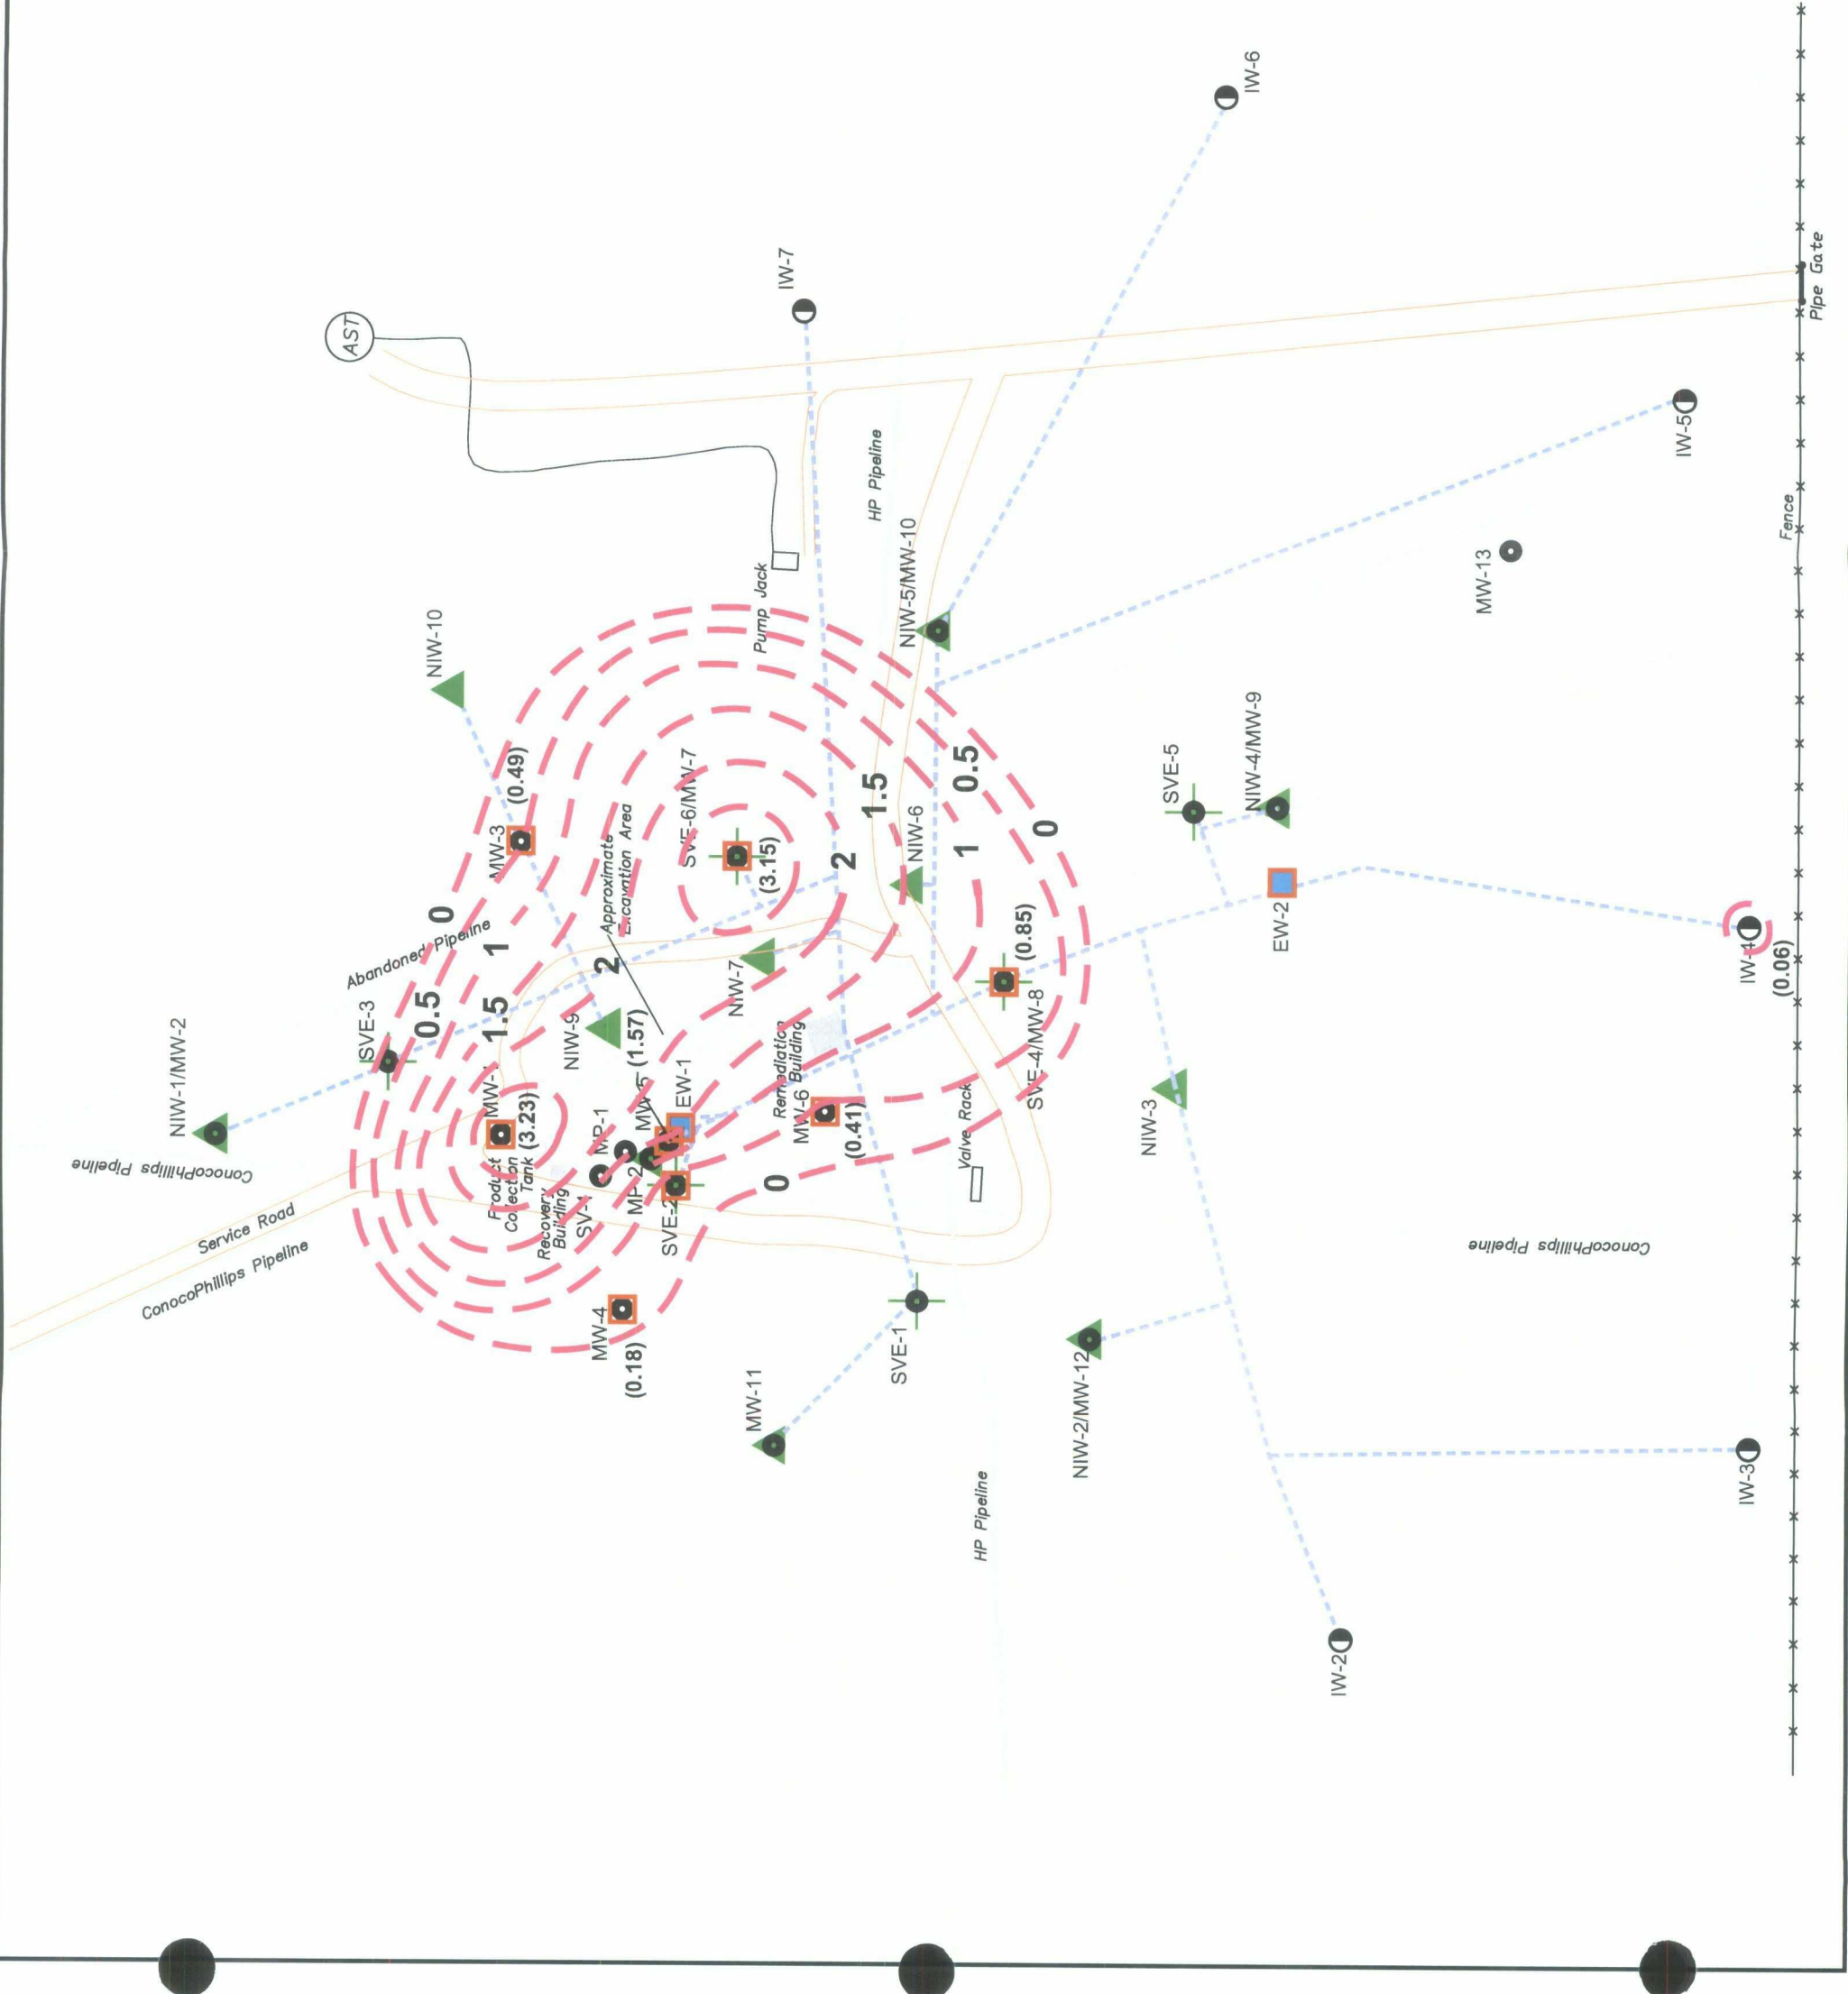 IW-6
IW-7
AST
Pipe Gate
HP Pipeline
IW-5
Fence
NIW-5/MW-10
MW-13
Pump Jack
NIW-10
NIW-4/MW-9
SVE-5
(0.49)
MW-3
SVE-6/MW-7
(3.15)
Approximate
Excavation Area
1.5
0.5
0
2
1
NIW-6
0
Abandoned Pipeline
1
2
0.5
1.5
(0.85)
EW-2
IW-4
(0.06)
NIW-7
SVE-3
NIW-1/MW-2
NIW-9
(1.57)
MW-1
(3.23)
EW-1
MW-5
MP-1
MP-2
Remediation
Building
MW-6
(0.41)
SVE-4/MW-8
NIW-3
Valve Rack
ConocoPhillips Pipeline
Product
Collection
Tank
Recovery
Building
SVE-2
0
Service Road
ConocoPhillips Pipeline
ConocoPhillips Pipeline
MW-4
(0.18)
SVE-1
MW-11
NIW-2/MW-12
HP Pipeline
IW-3
IW-2